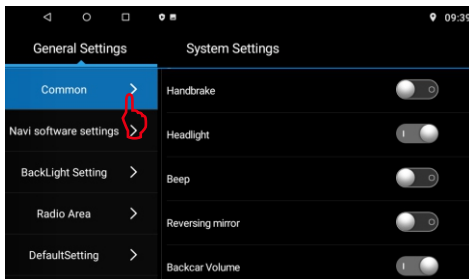 09:39
General Settings
System Settings
Common
Handbrake
Navi software settings
Headlight
BackLight Setting
Beep
Radio Area
Reversing mirror
DefaultSetting
Backcar Volume